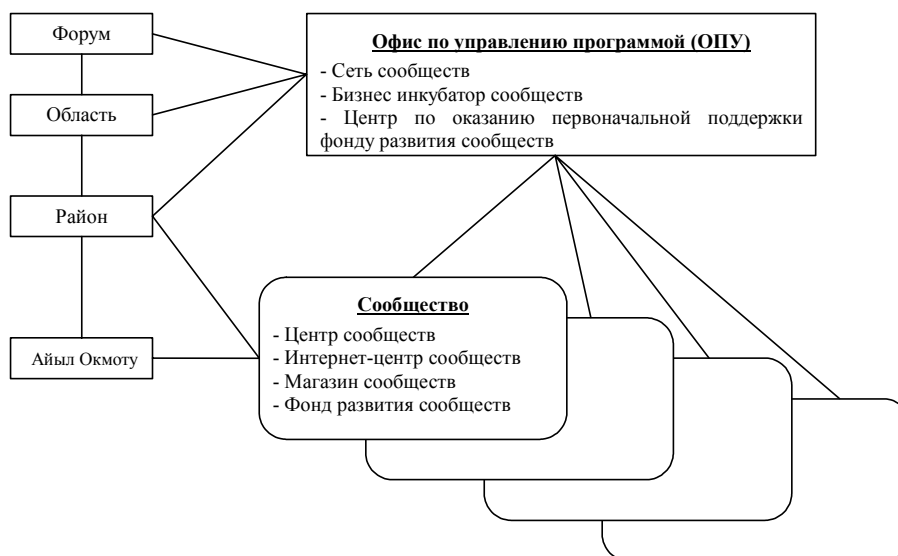 Форум
Область
Район
Айыл Окмоту
Офис по управлению программой (ОПУ)
- Сеть сообществ
- Бизнес инкубатор сообществ
- Центр по оказанию первоначальной поддержки
фонду развития сообществ
Сообщество
- Центр сообществ
- Интернет-центр сообществ
- Магазин сообществ
- Фонд развития сообществ